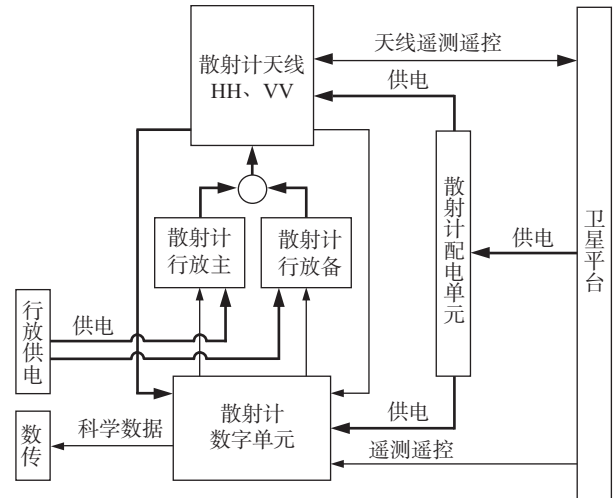 散射计天线
HH、VV
天线遥测遥控
供电
散射计
行放主
散射计
行放备
散射计配电单元
供电
卫星平台
行放供电
供电
散射计
数字单元
供电
数传
科学数据
遥测遥控